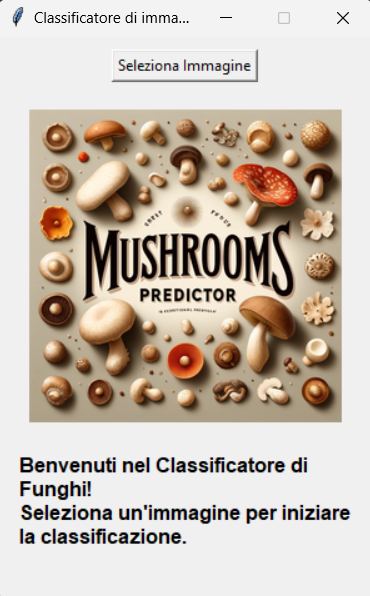 Classificatore di imma...
Seleziona Immagine
MUSHROOMS
PREDICTOR
Benvenuti nel Classificatore di
Funghi!
Seleziona un'immagine per iniziare
la classificazione.